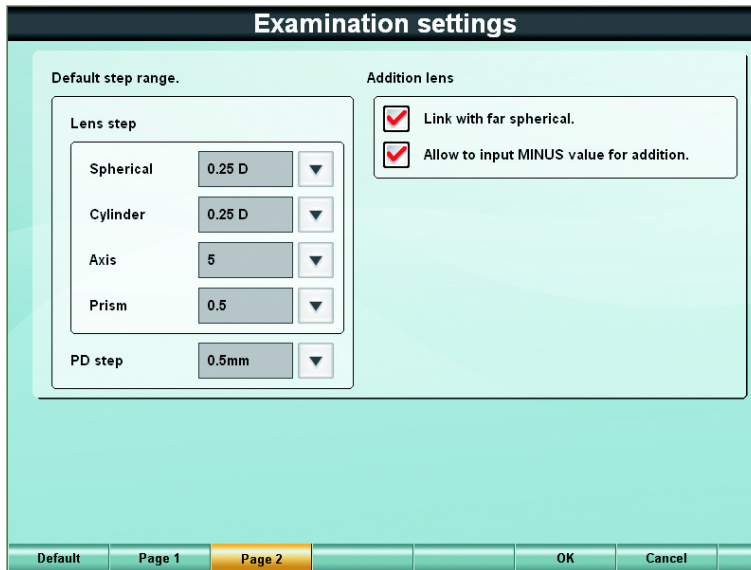 Examination settings
Default step range.
Lens step
Spherical 0.25 D
Cylinder 0.25 D
Axis 5
Prism 0.5
PD step 0.5mm
Addition lens
Link with far spherical.
Allow to input MINUS value for addition.
Default Page 1 Page 2 OK Cancel